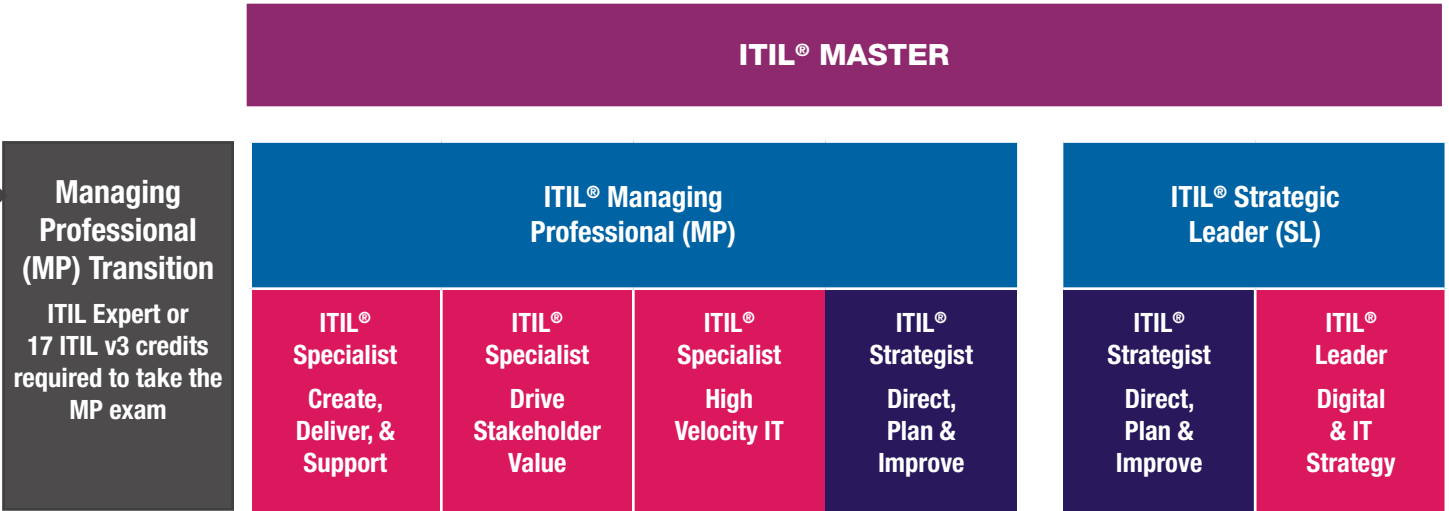 ITIL® MASTER
Managing
Professional
(MP) Transition
ITIL Expert or
17 ITIL v3 credits
required to take the
MP exam
ITIL® Managing
Professional (MP)
ITIL® Strategic
Leader (SL)
ITIL®
Specialist
Create,
Deliver, &
Support
ITIL®
Specialist
Drive
Stakeholder
Value
ITIL®
Specialist
High
Velocity IT
ITIL®
Strategist
Direct,
Plan &
Improve
ITIL®
Strategist
Direct,
Plan &
Improve
ITIL®
Leader
Digital
& IT
Strategy